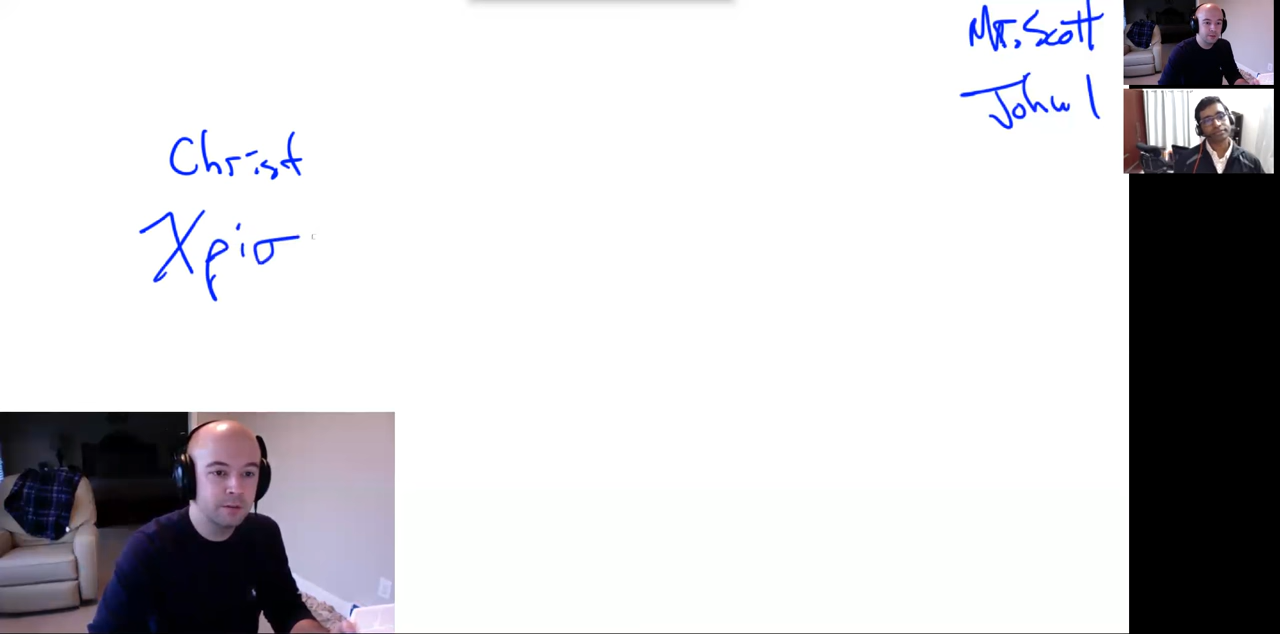 Mr. Scott
John 1
Christ
Χρισ